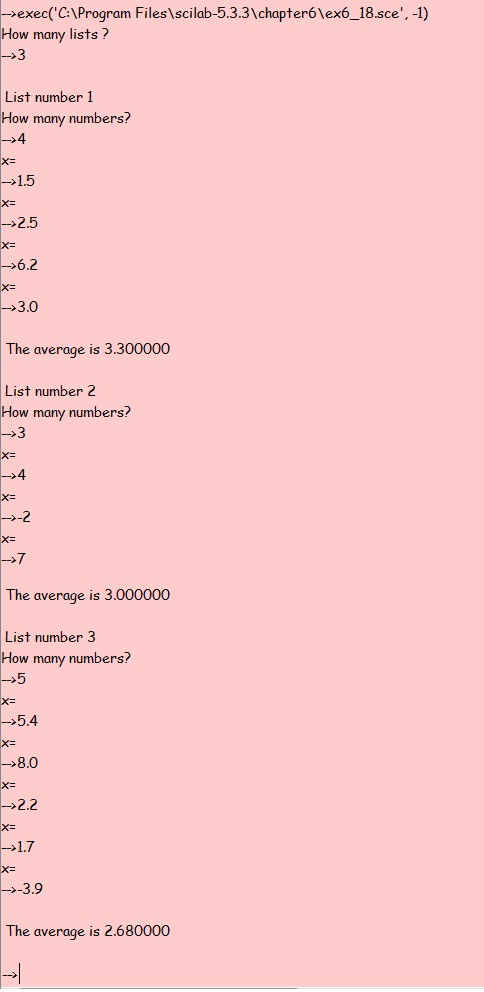 -->exec('C:\Program Files\scilab-5.3.3\chapter6\ex6_18.sce', -1)
How many lists ?
-->3
List number 1
How many numbers?
-->4
x=
-->1.5
x=
-->2.5
x=
-->6.2
x=
-->3.0
The average is 3.300000
List number 2
How many numbers?
-->3
x=
-->4
x=
-->-2
x=
-->7
The average is 3.000000
List number 3
How many numbers?
-->5
x=
-->5.4
x=
-->8.0
x=
-->2.2
x=
-->1.7
x=
-->-3.9
The average is 2.680000
-->